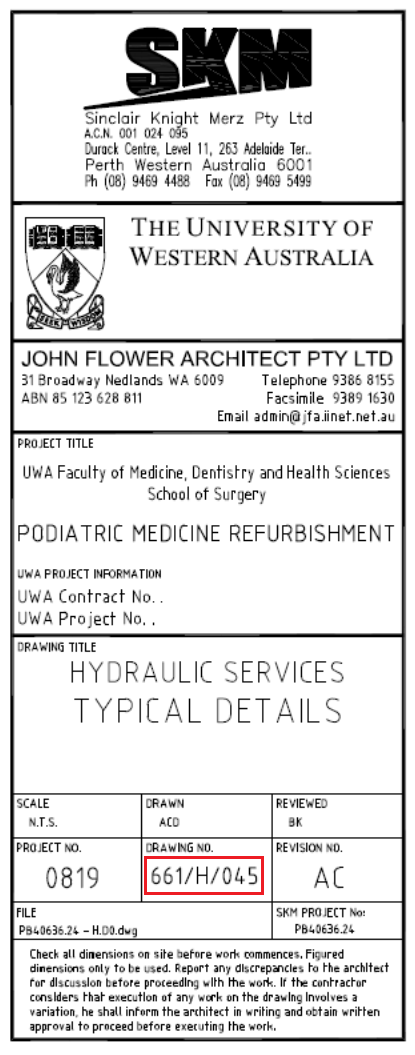 SKM
Sinclair Knight Merz Pty Ltd
A.C.N. 001 024 095
Durack Centre, Level 11, 263 Adelaide Ter..
Perth Western Australia 6001
Ph (08) 9469 4488 Fax (08) 9469 5499
THE UNIVERSITY OF
WESTERN AUSTRALIA
SEEK WISDOM
JOHN FLOWER ARCHITECT PTY LTD
31 Broadway Nedlands WA 6009 Telephone 9386 8155
ABN 85 123 628 811 Facsimile 9389 1630
Email admin@jfa.iinet.net.au
PROJECT TITLE
UWA Faculty of Medicine, Dentistry and Health Sciences
School of Surgery
PODIATRIC MEDICINE REFURBISHMENT
UWA PROJECT INFORMATION
UWA Contract No. .
UWA Project No. .
DRAWING TITLE
HYDRAULIC SERVICES
TYPICAL DETAILS
SCALE DRAWN REVIEWED
N.T.S. ACD BK
PROJECT NO. DRAWING NO. REVISION NO.
0819 661/H/045 AC
FILE SKM PROJECT No:
PB40636.24 - H.D0.dwg PB40636.24
Check all dimensions on site before work commences. Figured
dimensions only to be used. Report any discrepancies to the architect
for discussion before proceeding with the work. If the contractor
considers that execution of any work on the drawing involves a
variation, he shall inform the architect in writing and obtain written
approval to proceed before executing the work.